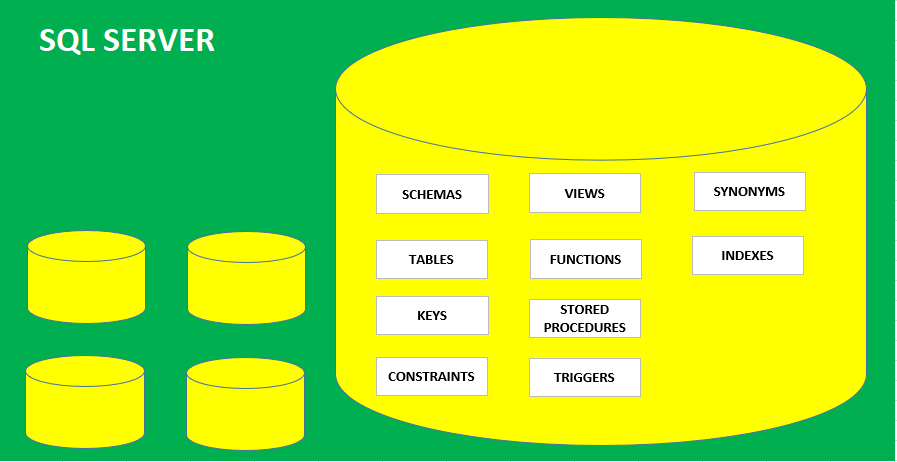 SQL SERVER
SCHEMAS
VIEWS
SYNONYMS
TABLES
FUNCTIONS
INDEXES
KEYS
STORED
PROCEDURES
CONSTRAINTS
TRIGGERS